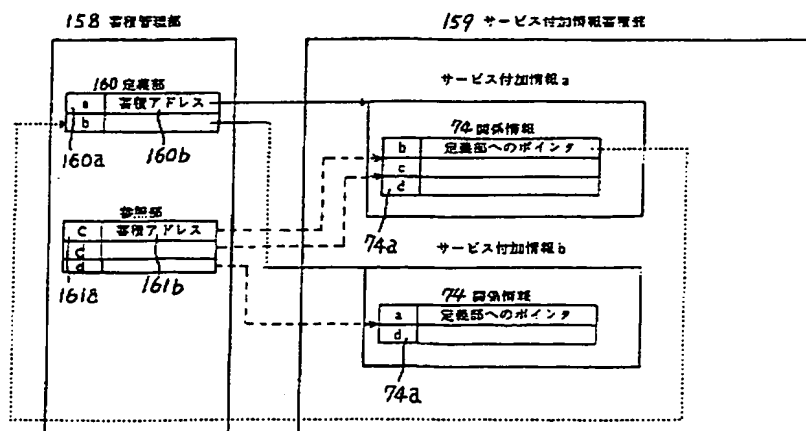 158 蓄積管理部
159 サービス付加情報蓄積部
160 定義部
a 蓄積アドレス
b
160a 160b
サービス付加情報a
74 関係情報
b 定義部へのポインタ
c
d
74a
参照部
C 蓄積アドレス
d
d
161a 161b
サービス付加情報b
74 関係情報
a 定義部へのポインタ
d
74a